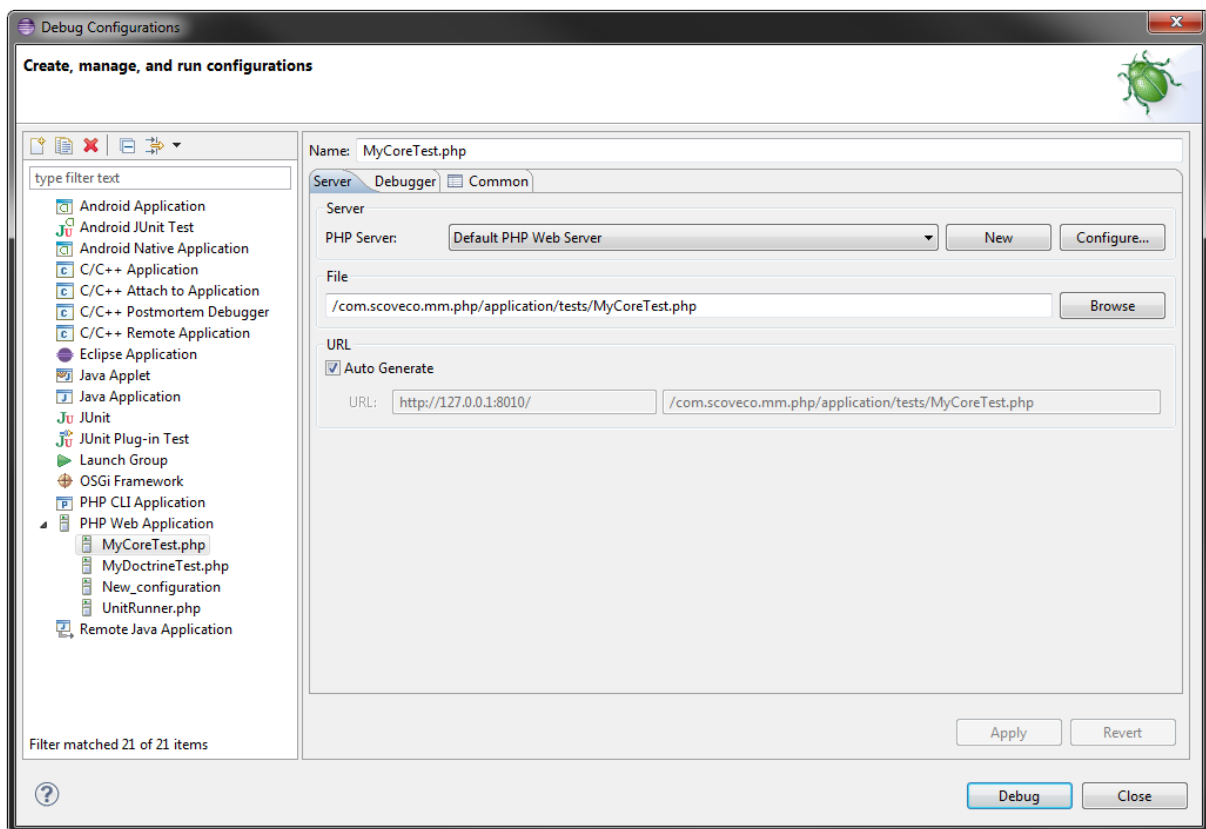 Debug Configurations
Create, manage, and run configurations
type filter text
Android Application
Android JUnit Test
Android Native Application
C/C++ Application
C/C++ Attach to Application
C/C++ Postmortem Debugger
C/C++ Remote Application
Eclipse Application
Java Applet
Java Application
JUnit
JUnit Plug-in Test
Launch Group
OSGi Framework
PHP CLI Application
PHP Web Application
MyCoreTest.php
MyDoctrineTest.php
New_configuration
UnitRunner.php
Remote Java Application
Filter matched 21 of 21 items
Name: MyCoreTest.php
Server Debugger Common
Server
PHP Server: Default PHP Web Server New Configure...
File
/com.scoveco.mm.php/application/tests/MyCoreTest.php Browse
URL
Auto Generate
URL: http://127.0.0.1:8010/ /com.scoveco.mm.php/application/tests/MyCoreTest.php
Apply Revert
Debug Close